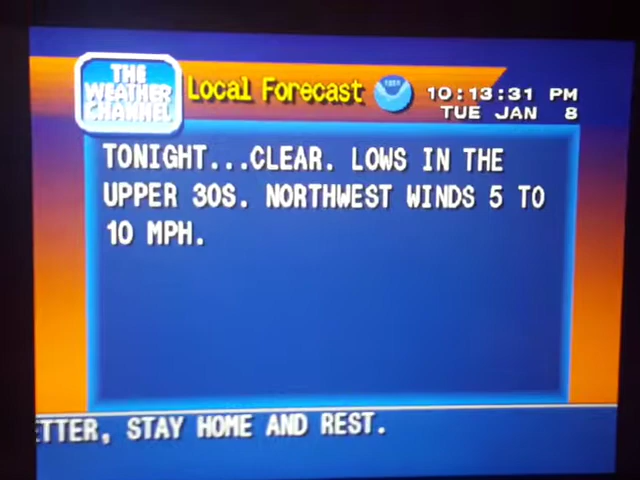 THE
WEATHER
CHANNEL
Local Forecast
10:13:31 PM
TUE JAN 8
TONIGHT...CLEAR. LOWS IN THE
UPPER 30S. NORTHWEST WINDS 5 TO
10 MPH.
ETTER, STAY HOME AND REST.